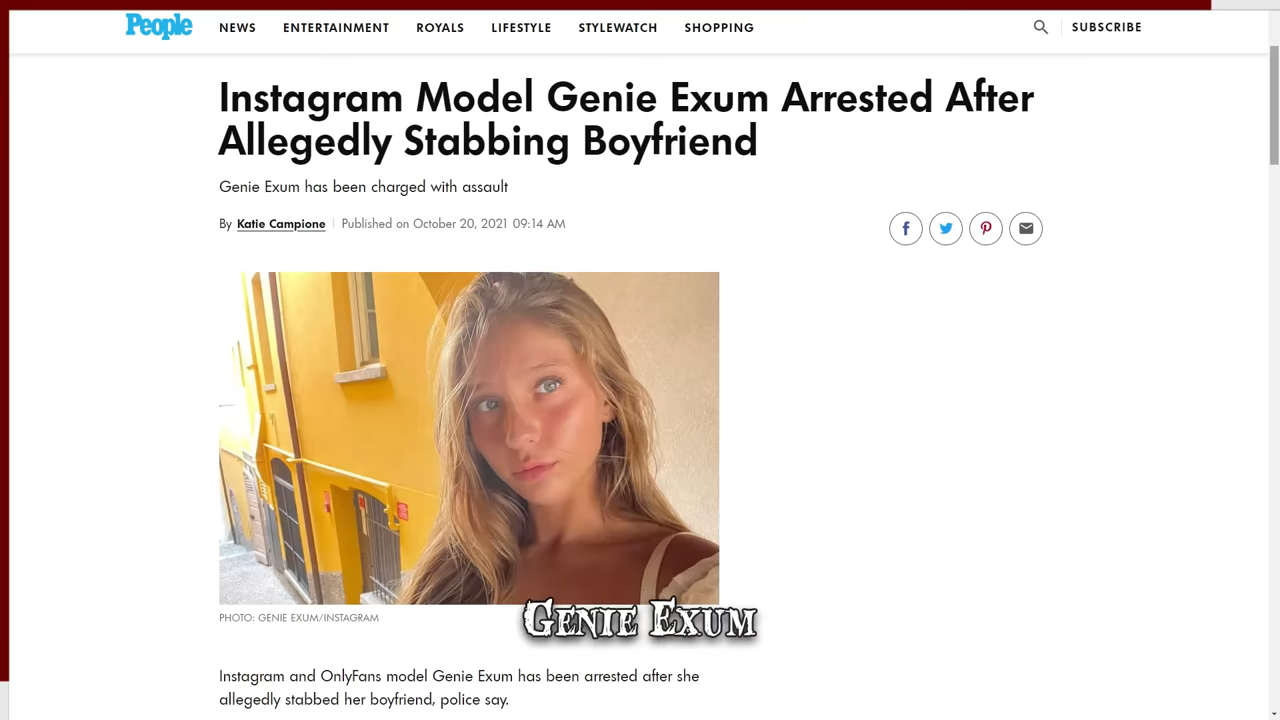 People NEWS ENTERTAINMENT ROYALS LIFESTYLE STYLEWATCH SHOPPING SUBSCRIBE
Instagram Model Genie Exum Arrested After
Allegedly Stabbing Boyfriend
Genie Exum has been charged with assault
By Katie Campione Published on October 20, 2021 09:14 AM
PHOTO: GENIE EXUM/INSTAGRAM
Genie Exum
Instagram and OnlyFans model Genie Exum has been arrested after she
allegedly stabbed her boyfriend, police say.